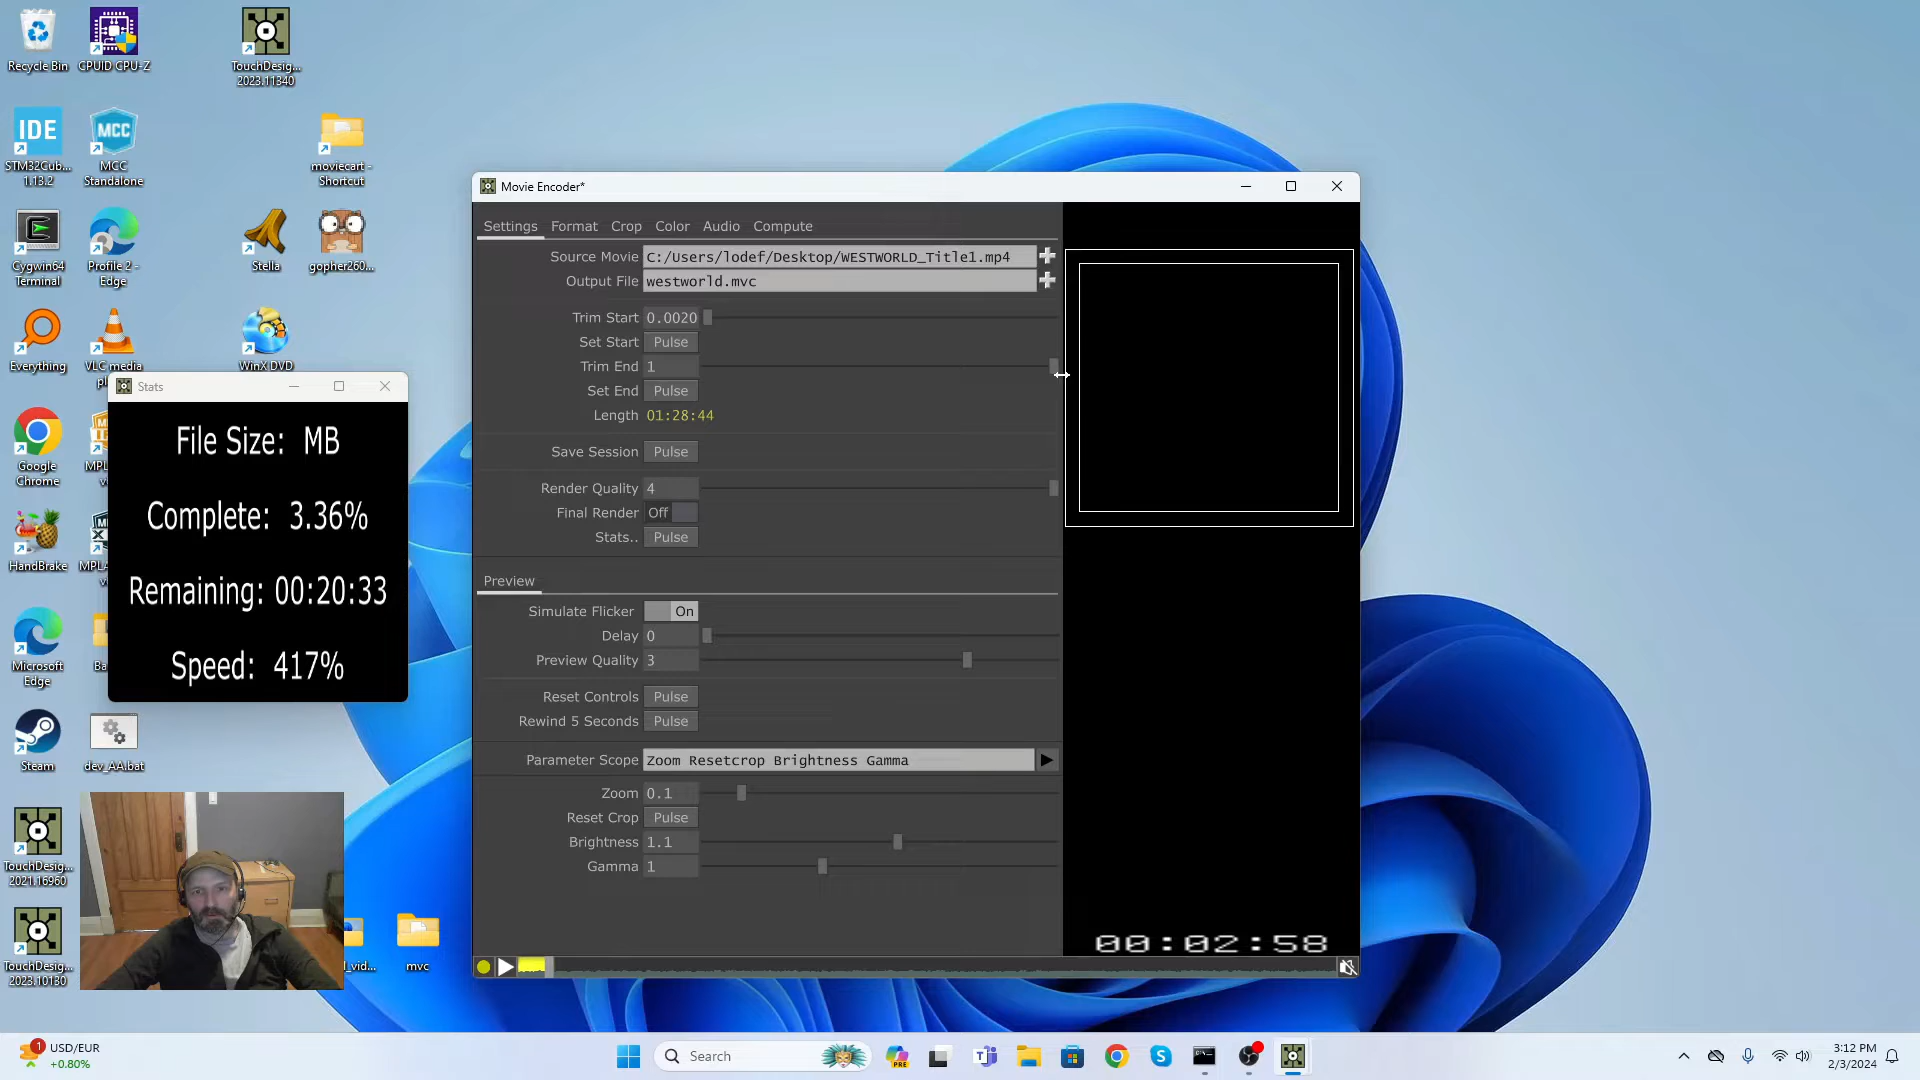 Recycle Bin
CPUID CPU-Z
TouchDesig...
2023.11340
IDE
MCC
STM32Cub...
1.13.2
MCC
Standalone
moviecart -
Shortcut
Cygwin64
Terminal
Profile 2 -
Edge
Stella
gopher260...
Everything
VLC media
WinX DVD
Google
Chrome
HandBrake
Microsoft
Edge
Steam
dev_AA.bat
TouchDesig...
2021.16960
TouchDesig...
2023.10130
mvc
Stats
File Size: MB
Complete: 3.36%
Remaining: 00:20:33
Speed: 417%
Movie Encoder*
Settings Format Crop Color Audio Compute
Source Movie C:/Users/lodef/Desktop/WESTWORLD_Title1.mp4
Output File westworld.mvc
Trim Start 0.0020
Set Start Pulse
Trim End 1
Set End Pulse
Length 01:28:44
Save Session Pulse
Render Quality 4
Final Render Off
Stats.. Pulse
Preview
Simulate Flicker On
Delay 0
Preview Quality 3
Reset Controls Pulse
Rewind 5 Seconds Pulse
Parameter Scope Zoom Resetcrop Brightness Gamma
Zoom 0.1
Reset Crop Pulse
Brightness 1.1
Gamma 1
00:02:58
1
USD/EUR
+0.80%
Search
PRE
3:12 PM
2/3/2024